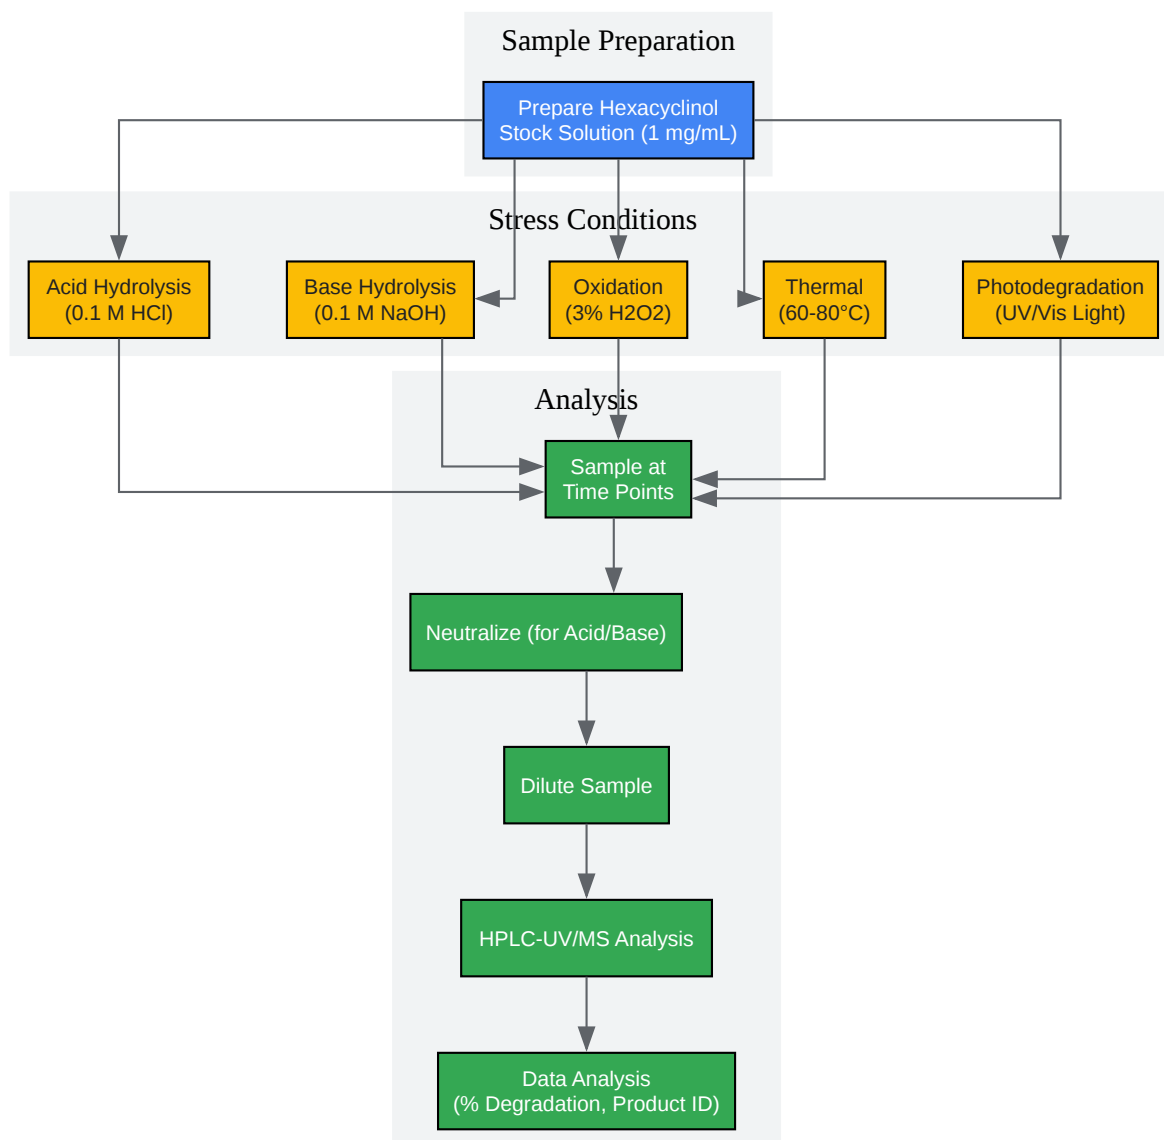 Sample Preparation
Prepare Hexacyclinol
Stock Solution (1 mg/mL)
Stress Conditions
Acid Hydrolysis
(0.1 M HCl)
Base Hydrolysis
(0.1 M NaOH)
Oxidation
(3% H2O2)
Thermal
(60-80°C)
Photodegradation
(UV/Vis Light)
Analysis
Sample at
Time Points
Neutralize (for Acid/Base)
Dilute Sample
HPLC-UV/MS Analysis
Data Analysis
(% Degradation, Product ID)